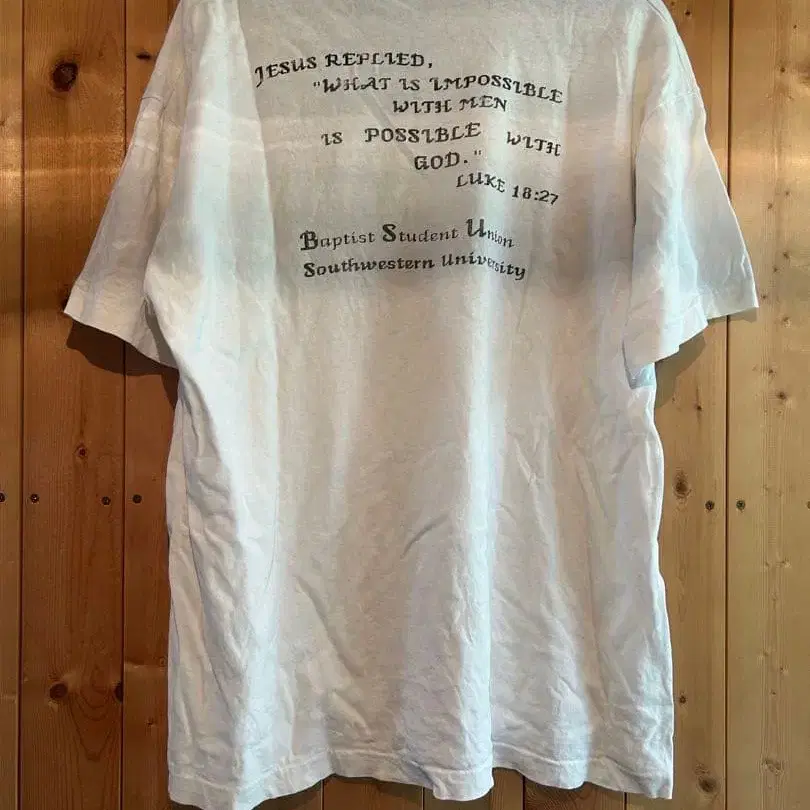 JESUS REPLIED,
"WHAT IS IMPOSSIBLE
WITH MEN
IS POSSIBLE WITH
GOD."
LUKE 18:27
Baptist Student Union
Southwestern University